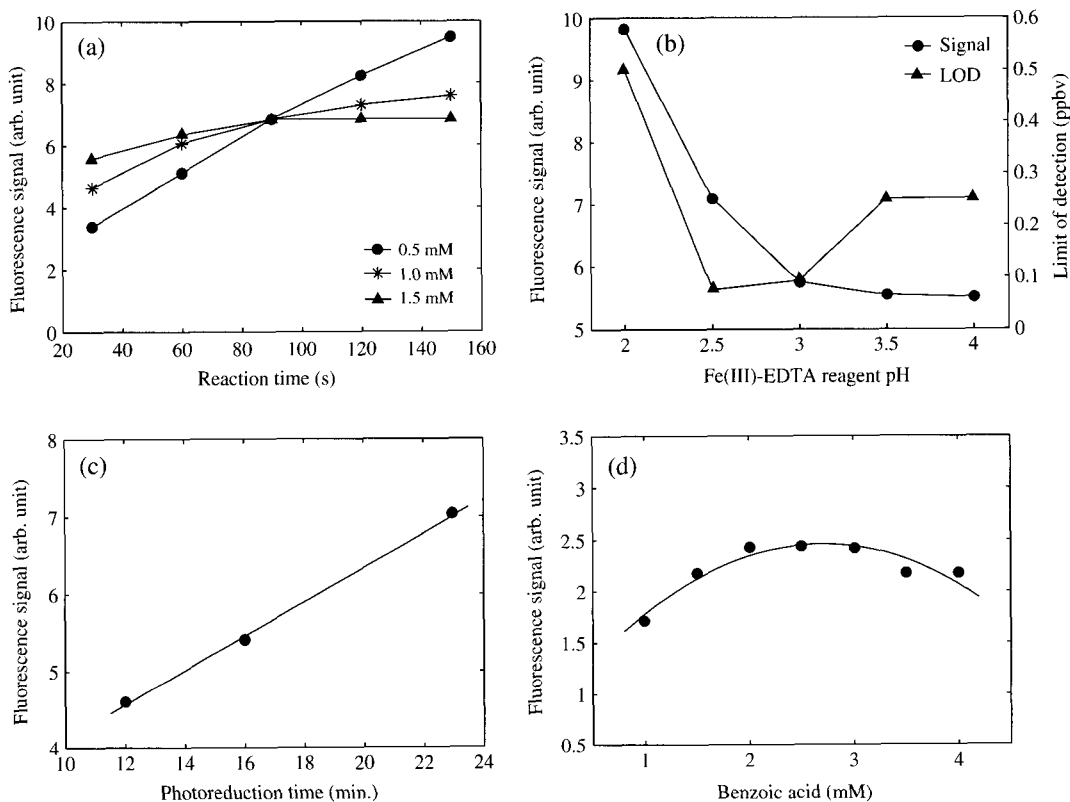 (a)
Fluorescence signal (arb. unit)
10
8
6
4
2
0
20 40 60 80 100 120 140 160
Reaction time (s)
0.5 mM
1.0 mM
1.5 mM
(b)
Fluorescence signal (arb. unit)
10
9
8
7
6
5
2 2.5 3 3.5 4
Fe(III)-EDTA reagent pH
Signal
LOD
0.6
0.5
0.4
0.3
0.2
0.1
0
Limit of detection (ppbv)
(c)
Fluorescence signal (arb. unit)
8
7
6
5
4
10 12 14 16 18 20 22 24
Photoreduction time (min.)
(d)
Fluorescence signal (arb. unit)
3.5
3
2.5
2
1.5
1
0.5
1 2 3 4
Benzoic acid (mM)